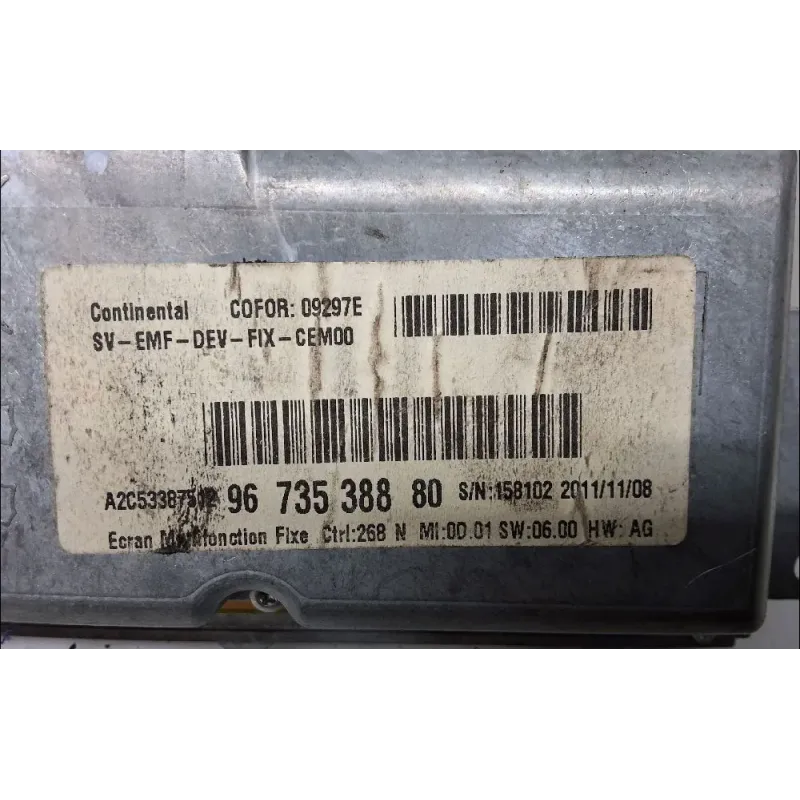 Continental COFOR: 09297E
SV-EMF-DEV-FIX-CEM00
96 735 388 80 S/N:158102 2011/11/08
Ecran Fixe Ctrl:268 N MI:00.01 SW:06.00 HW: AG